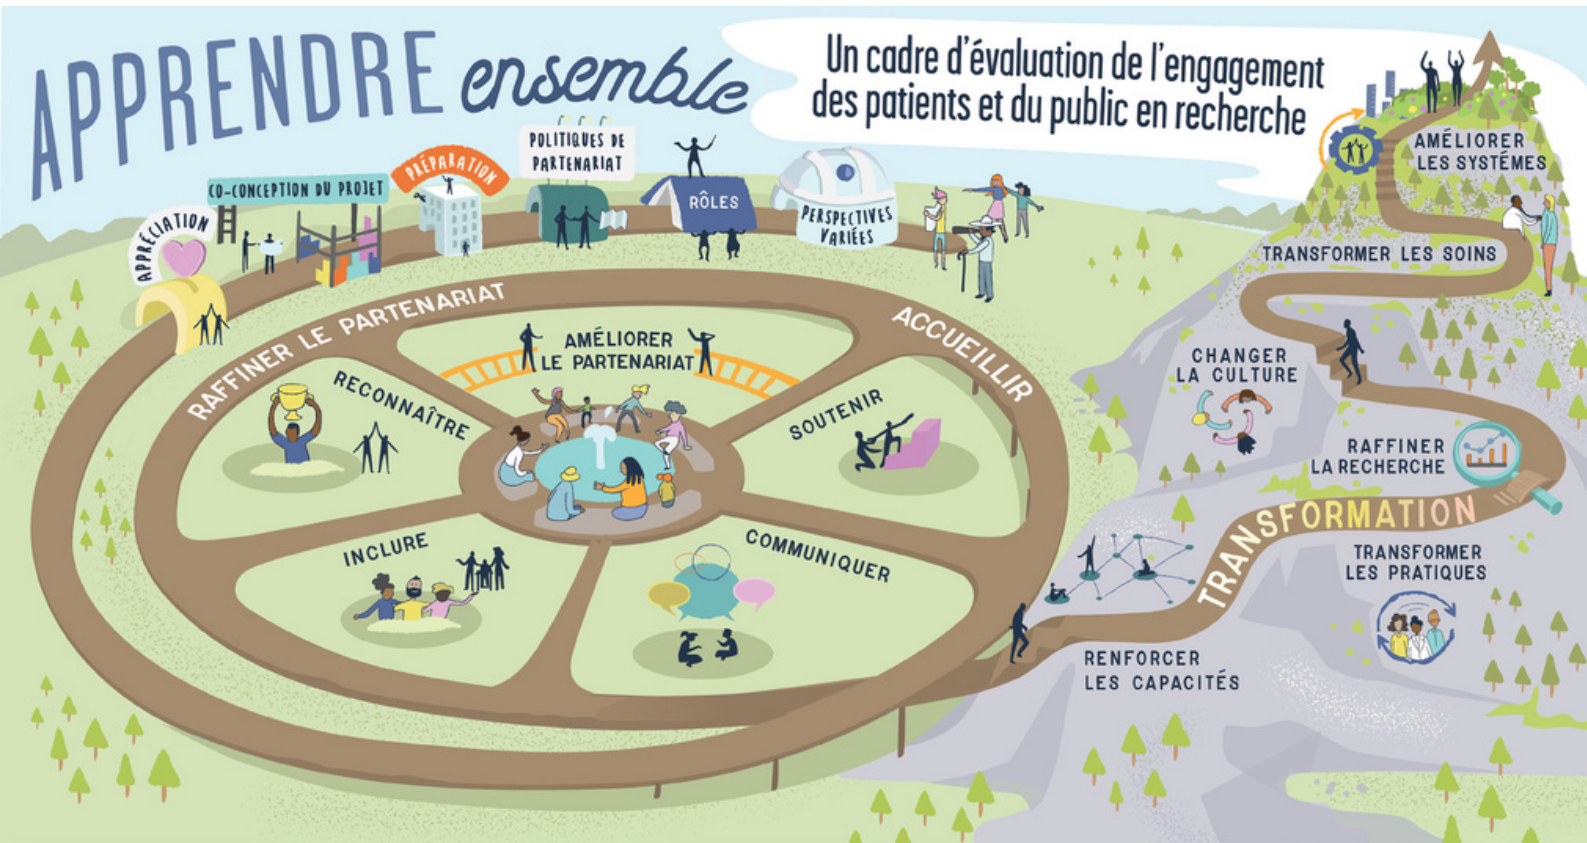 APPRENDRE ensemble
Un cadre d'évaluation de l'engagement
des patients et du public en recherche
APPRÉCIATION
CO-CONCEPTION DU PROJET
PRÉPARATION
POLITIQUES DE
PARTENARIAT
RÔLES
PERSPECTIVES
VARIÉES
ACCUEILLIR
RAFFINER LE PARTENARIAT
AMÉLIORER
LE PARTENARIAT
RECONNAÎTRE
SOUTENIR
INCLURE
COMMUNIQUER
AMÉLIORER
LES SYSTÉMES
TRANSFORMER LES SOINS
CHANGER
LA CULTURE
RAFFINER
LA RECHERCHE
TRANSFORMATION
TRANSFORMER
LES PRATIQUES
RENFORCER
LES CAPACITÉS